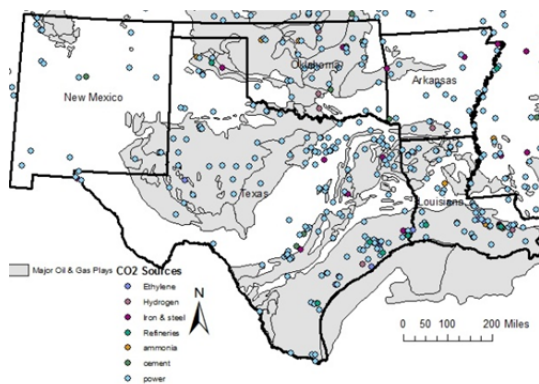 Oklahoma
Arkansas
New Mexico
Texas
Louisiana
Major Oil & Gas Plays
CO2 Sources
Ethylene
Hydrogen
Iron & steel
Refineries
ammonia
cement
power
N
0 50 100 200 Miles